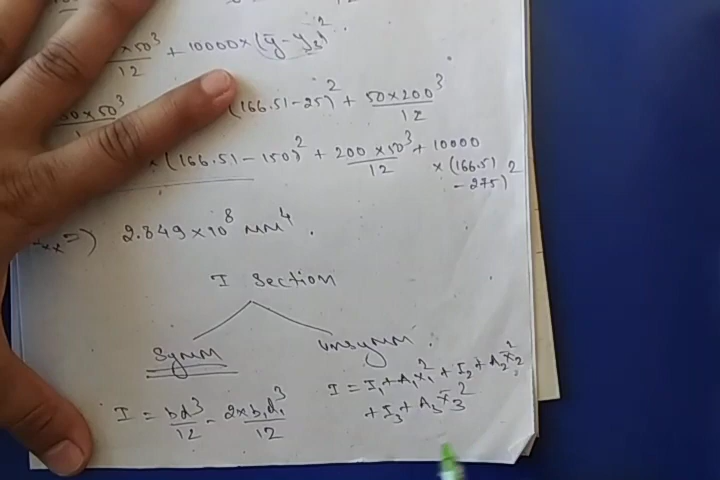 ×50³/12 + 10000×(ȳ-y₃)²
×50³ (166.51-25)² + 50×200³/12
×(166.51-150)² + 200×50³/12 + 10000
×(166.51
-275)²
=) 2.849×10⁸ mm⁴.
I Section
Symm unsymm.
I = bd³/12 - 2×b₁d₁³/12
I = I₁+A₁x̄₁² + I₂+A₂x̄₂²
+I₃+A₃x̄₃²